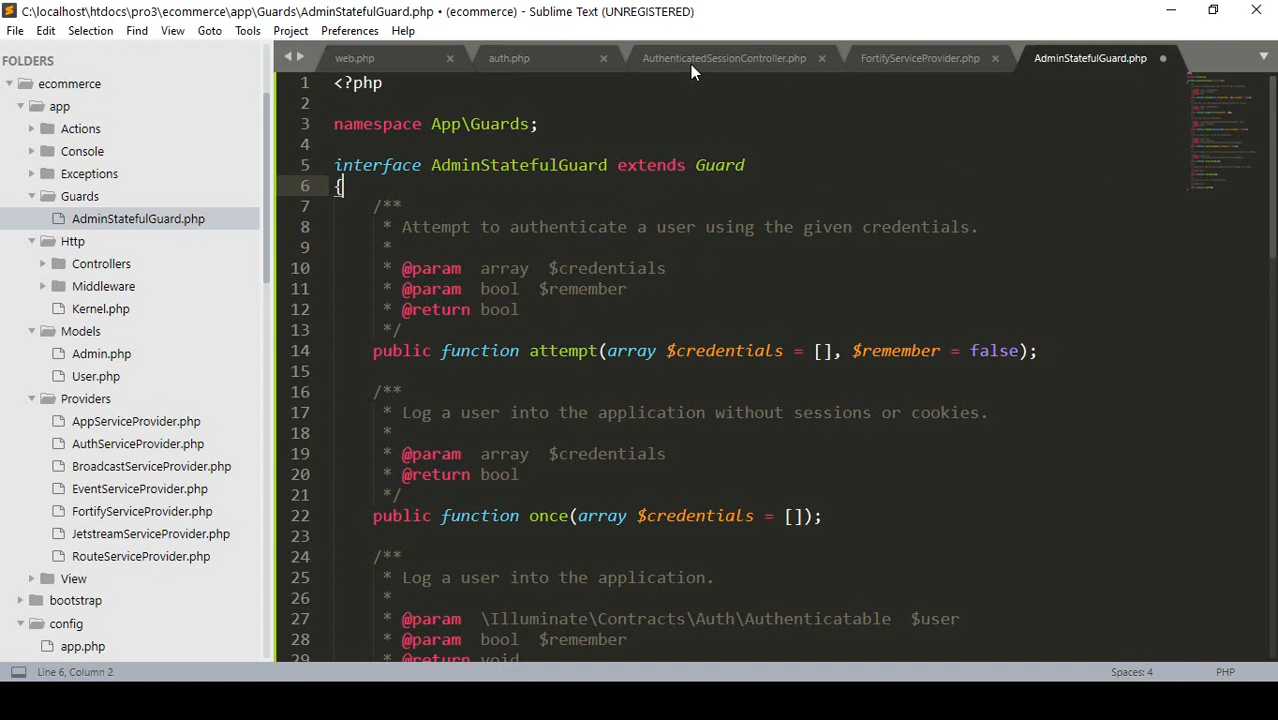 C:\localhost\htdocs\pro3\ecommerce\app\Guards\AdminStatefulGuard.php • (ecommerce) - Sublime Text (UNREGISTERED)
File Edit Selection Find View Goto Tools Project Preferences Help
FOLDERS
ecommerce
app
Actions
Console
Exceptions
Guards
AdminStatefulGuard.php
Http
Controllers
Middleware
Kernel.php
Models
Admin.php
User.php
Providers
AppServiceProvider.php
AuthServiceProvider.php
BroadcastServiceProvider.php
EventServiceProvider.php
FortifyServiceProvider.php
JetstreamServiceProvider.php
RouteServiceProvider.php
View
bootstrap
config
app.php
web.php auth.php AuthenticatedSessionController.php FortifyServiceProvider.php AdminStatefulGuard.php
1 <?php
2
3 namespace App\Guards;
4
5 interface AdminStatefulGuard extends Guard
6 {
7     /**
8      * Attempt to authenticate a user using the given credentials.
9      *
10      * @param  array  $credentials
11      * @param  bool  $remember
12      * @return bool
13      */
14     public function attempt(array $credentials = [], $remember = false);
15
16     /**
17      * Log a user into the application without sessions or cookies.
18      *
19      * @param  array  $credentials
20      * @return bool
21      */
22     public function once(array $credentials = []);
23
24     /**
25      * Log a user into the application.
26      *
27      * @param  \Illuminate\Contracts\Auth\Authenticatable  $user
28      * @param  bool  $remember
29      * @return void
Line 6, Column 2 Spaces: 4 PHP